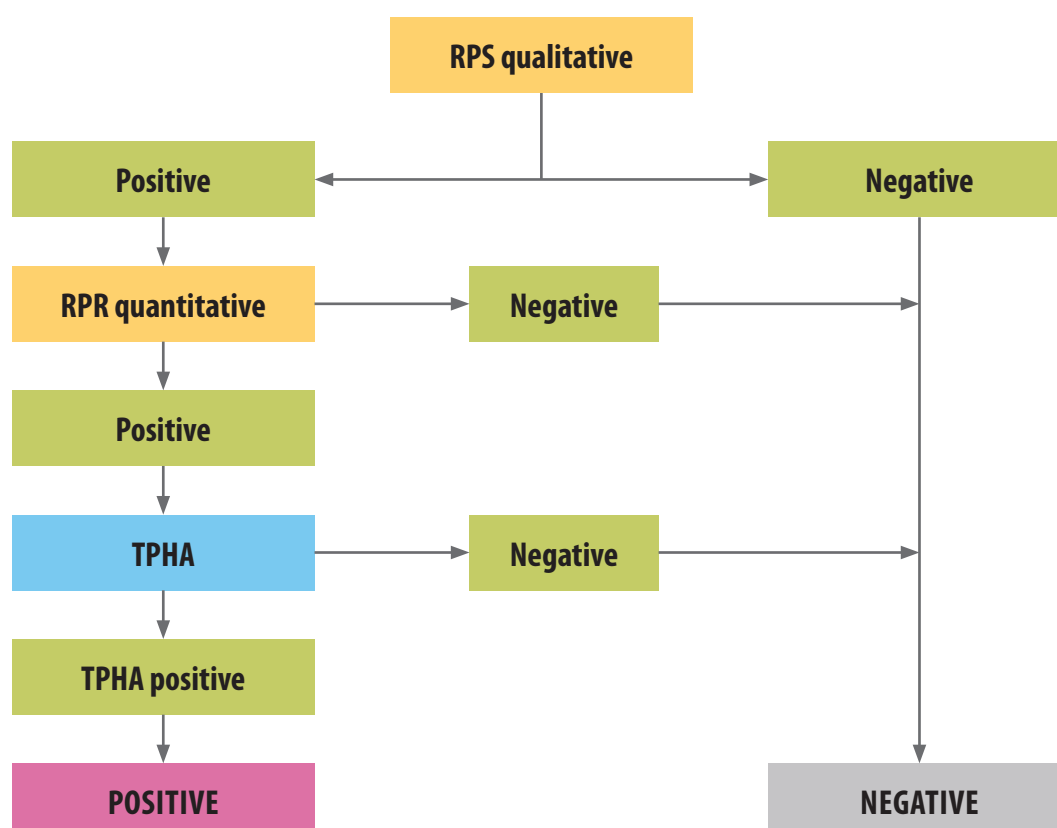 RPS qualitative
Positive
Negative
RPR quantitative
Negative
Positive
TPHA
Negative
TPHA positive
POSITIVE
NEGATIVE